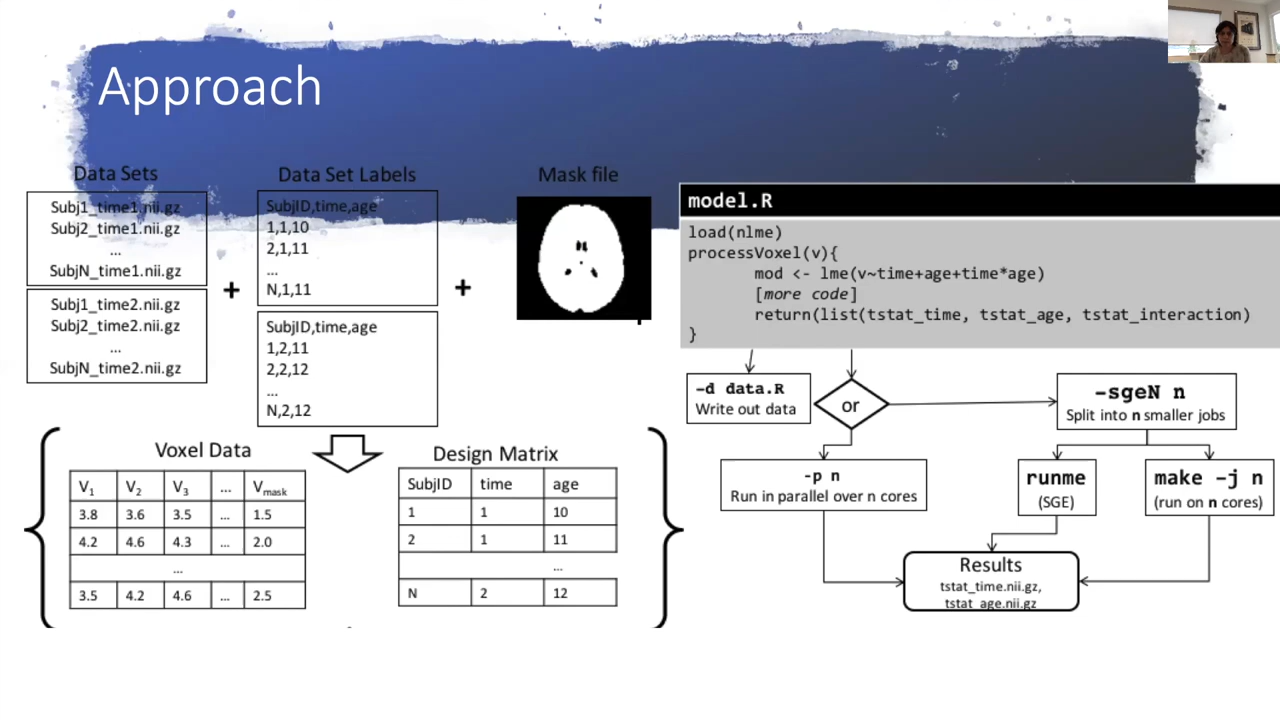 Approach
Data Sets
Subj1_time1.nii.gz
Subj2_time1.nii.gz
...
SubjN_time1.nii.gz
Subj1_time2.nii.gz
Subj2_time2.nii.gz
...
SubjN_time2.nii.gz
+
Data Set Labels
SubjID,time,age
1,1,10
2,1,11
...
N,1,11
SubjID,time,age
1,2,11
2,2,12
...
N,2,12
+
Mask file
Voxel Data
V1 V2 V3 ... Vmask
3.8 3.6 3.5 ... 1.5
4.2 4.6 4.3 ... 2.0
...
3.5 4.2 4.6 ... 2.5
Design Matrix
SubjID time age
1 1 10
2 1 11
...
N 2 12
model.R
load(nlme)
processVoxel(v){
mod <- lme(v~time+age+time*age)
[more code]
return(list(tstat_time, tstat_age, tstat_interaction)
}
-d data.R
Write out data
or
-sgeN n
Split into n smaller jobs
-p n
Run in parallel over n cores
runme
(SGE)
make -j n
(run on n cores)
Results
tstat_time.nii.gz,
tstat_age.nii.gz